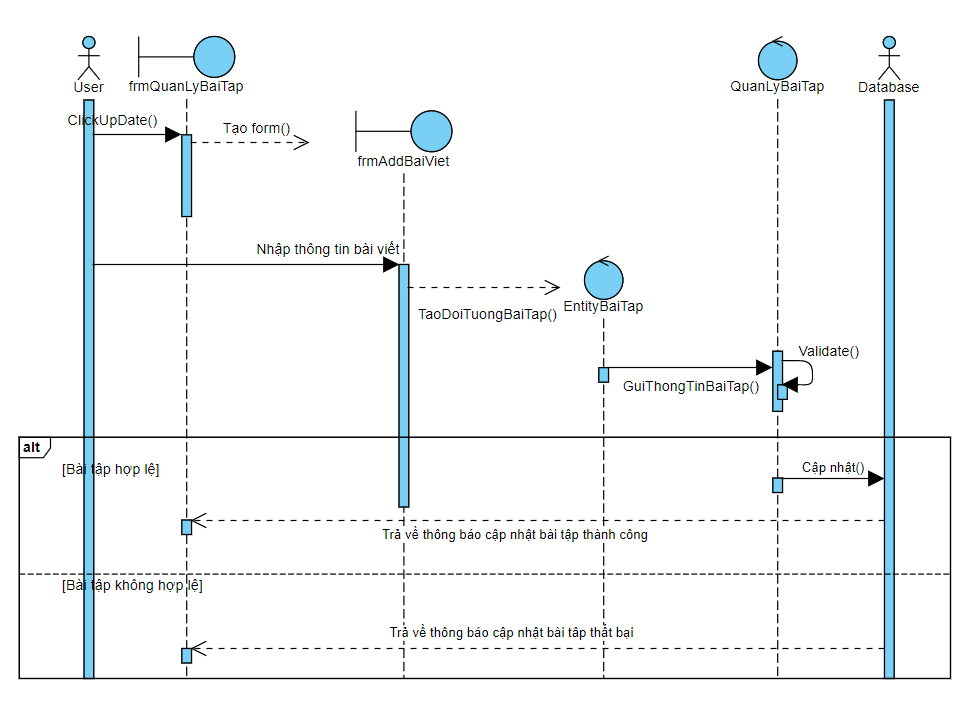 User
frmQuanLyBaiTap
QuanLyBaiTap
Database
ClickUpDate()
Tạo form()
frmAddBaiViet
Nhập thông tin bài viết
EntityBaiTap
TaoDoiTuongBaiTap()
Validate()
GuiThongTinBaiTap()
alt
[Bài tập hợp lệ]
Cập nhật()
Trả về thông báo cập nhật bài tập thành công
[Bài tập không hợp lệ]
Trả về thông báo cập nhật bài tâp thất bại